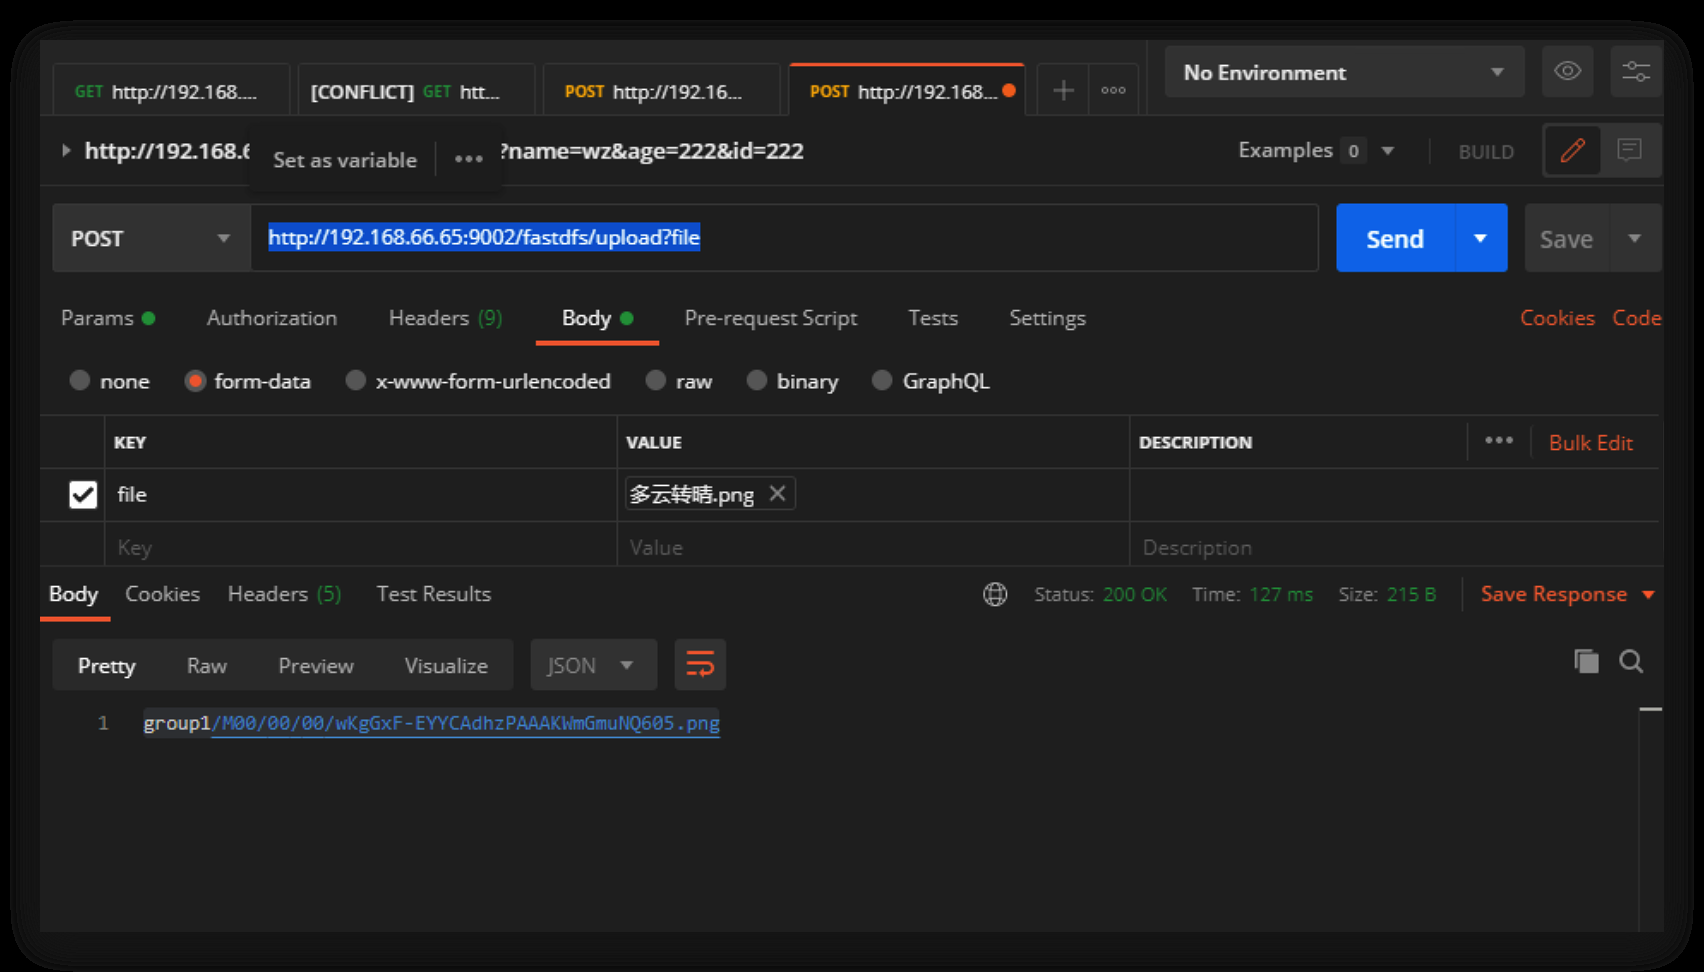 GET http://192.168.... [CONFLICT] GET htt... POST http://192.16... POST http://192.168... No Environment
http://192.168.6 Set as variable ?name=wz&age=222&id=222 Examples 0 BUILD
POST http://192.168.66.65:9002/fastdfs/upload?file Send Save
Params Authorization Headers (9) Body Pre-request Script Tests Settings Cookies Code
none form-data x-www-form-urlencoded raw binary GraphQL
KEY VALUE DESCRIPTION Bulk Edit
file 多云转晴.png
Key Value Description
Body Cookies Headers (5) Test Results Status: 200 OK Time: 127 ms Size: 215 B Save Response
Pretty Raw Preview Visualize JSON
1 group1/M00/00/00/wKgGxF-EYYCAdhzPAAAKWmGmuNQ605.png